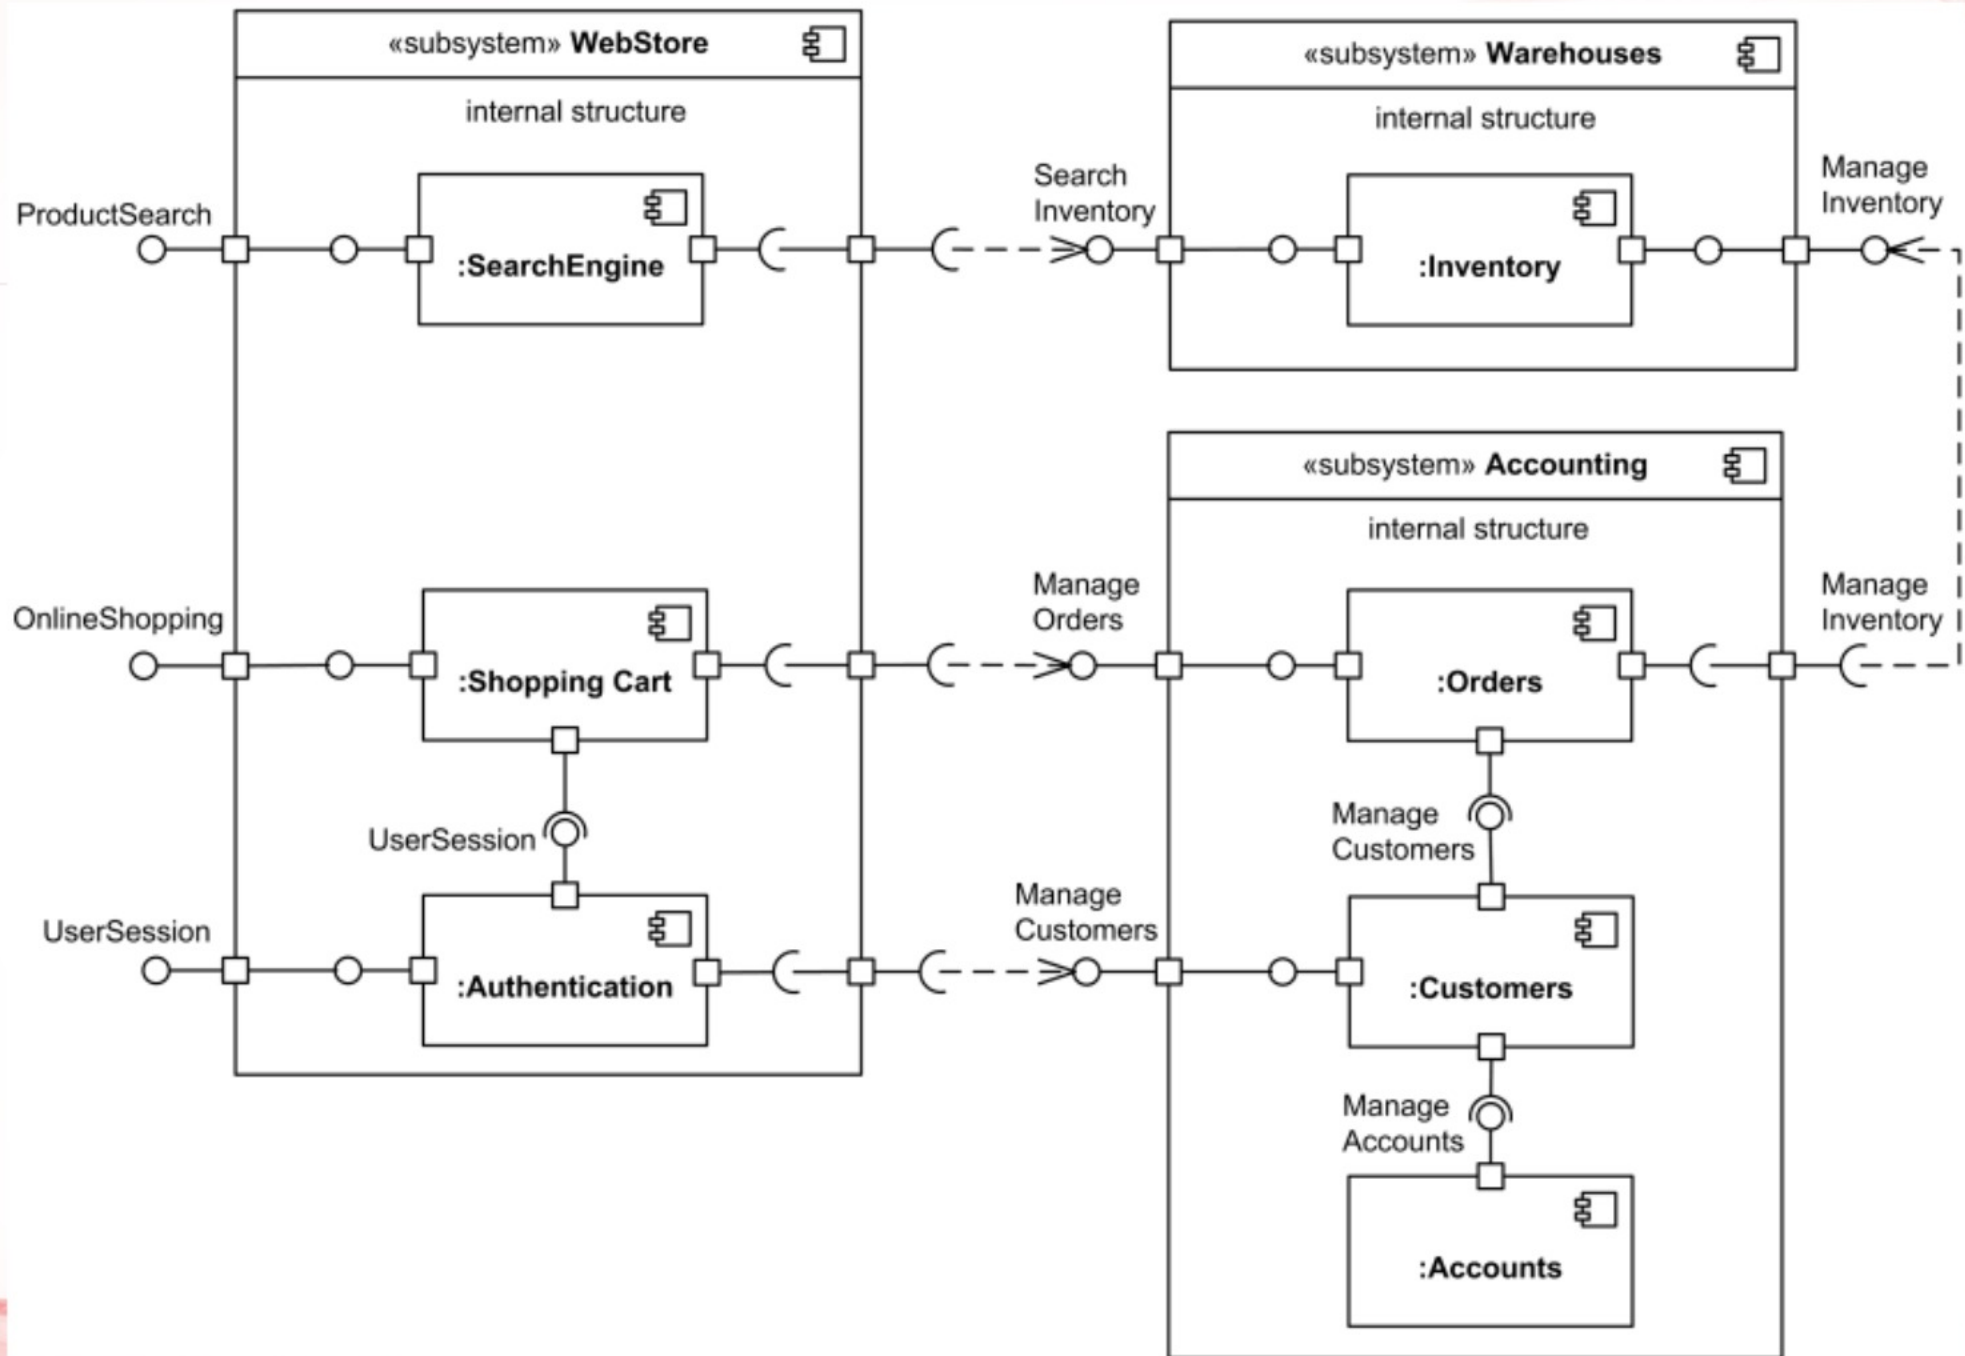 «subsystem» WebStore
internal structure
ProductSearch
:SearchEngine
OnlineShopping
:Shopping Cart
UserSession
UserSession
:Authentication
Search
Inventory
«subsystem» Warehouses
internal structure
:Inventory
Manage
Inventory
«subsystem» Accounting
internal structure
Manage
Orders
:Orders
Manage
Inventory
Manage
Customers
Manage
Customers
:Customers
Manage
Accounts
:Accounts